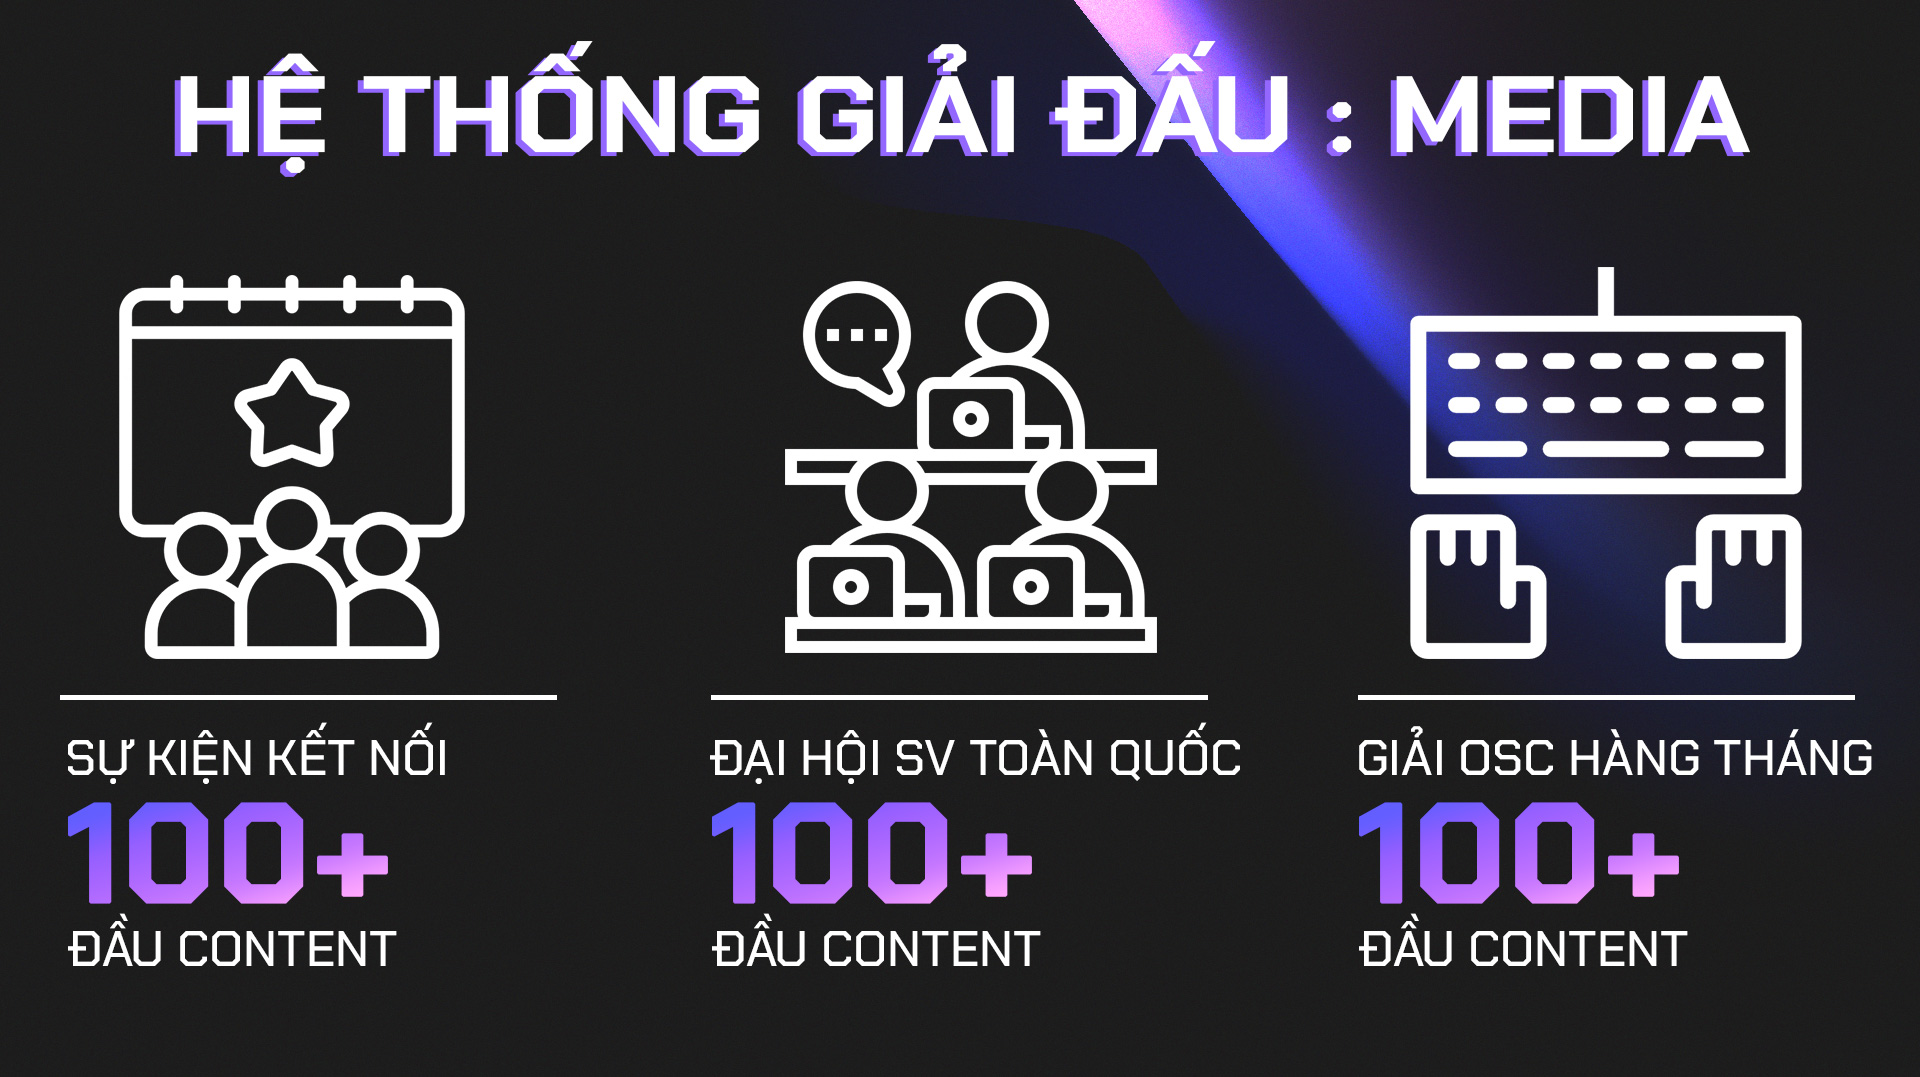 HỆ THỐNG GIẢI ĐẤU : MEDIA
SỰ KIỆN KẾT NỐI
100+
ĐẦU CONTENT
ĐẠI HỘI SV TOÀN QUỐC
100+
ĐẦU CONTENT
GIẢI OSC HÀNG THÁNG
100+
ĐẦU CONTENT